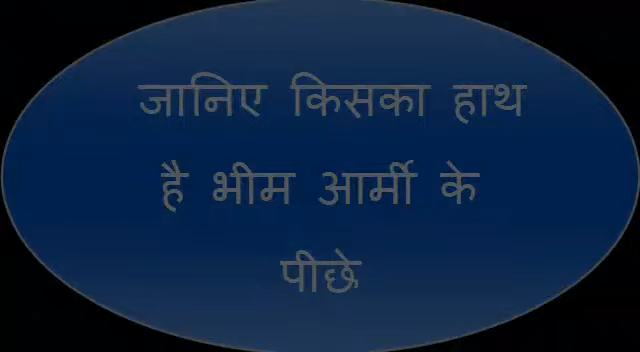 जानिए किसका हाथ
है भीम आर्मी के
पीछे